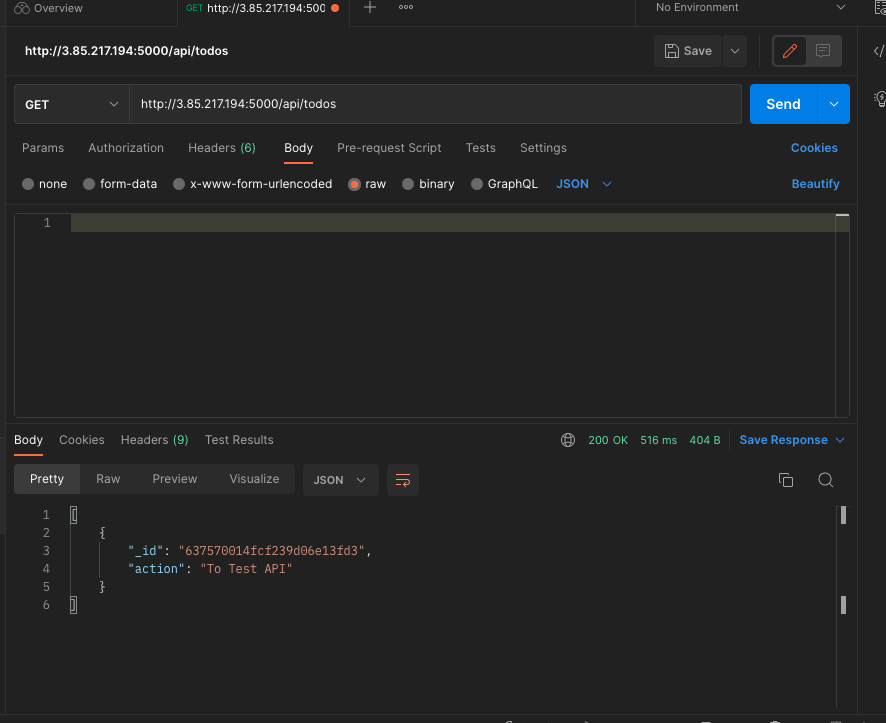 Overview
GET http://3.85.217.194:500
No Environment
http://3.85.217.194:5000/api/todos
Save
GET
http://3.85.217.194:5000/api/todos
Send
Params Authorization Headers (6) Body Pre-request Script Tests Settings Cookies
none form-data x-www-form-urlencoded raw binary GraphQL JSON Beautify
1
Body Cookies Headers (9) Test Results 200 OK 516 ms 404 B Save Response
Pretty Raw Preview Visualize JSON
1 [
2 {
3 "_id": "637570014fcf239d06e13fd3",
4 "action": "To Test API"
5 }
6 ]